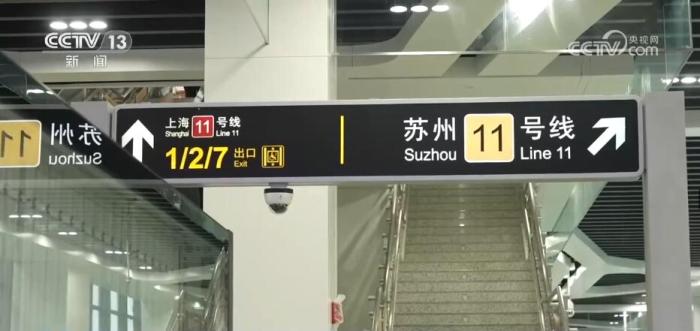 CCTV 13
新闻
央视网
CCTV.com
上海 11 号线
Shanghai Line 11
1/2/7 出口
Exit
苏州 11 号线
Suzhou Line 11
苏州 11
Suzhou